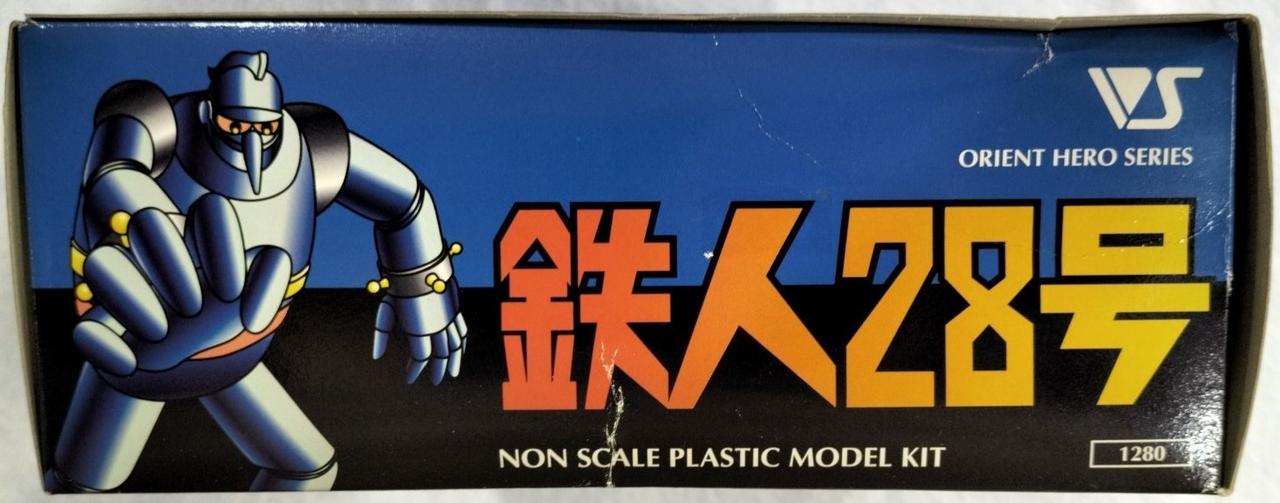 VS
ORIENT HERO SERIES
鉄人28号
NON SCALE PLASTIC MODEL KIT
1280